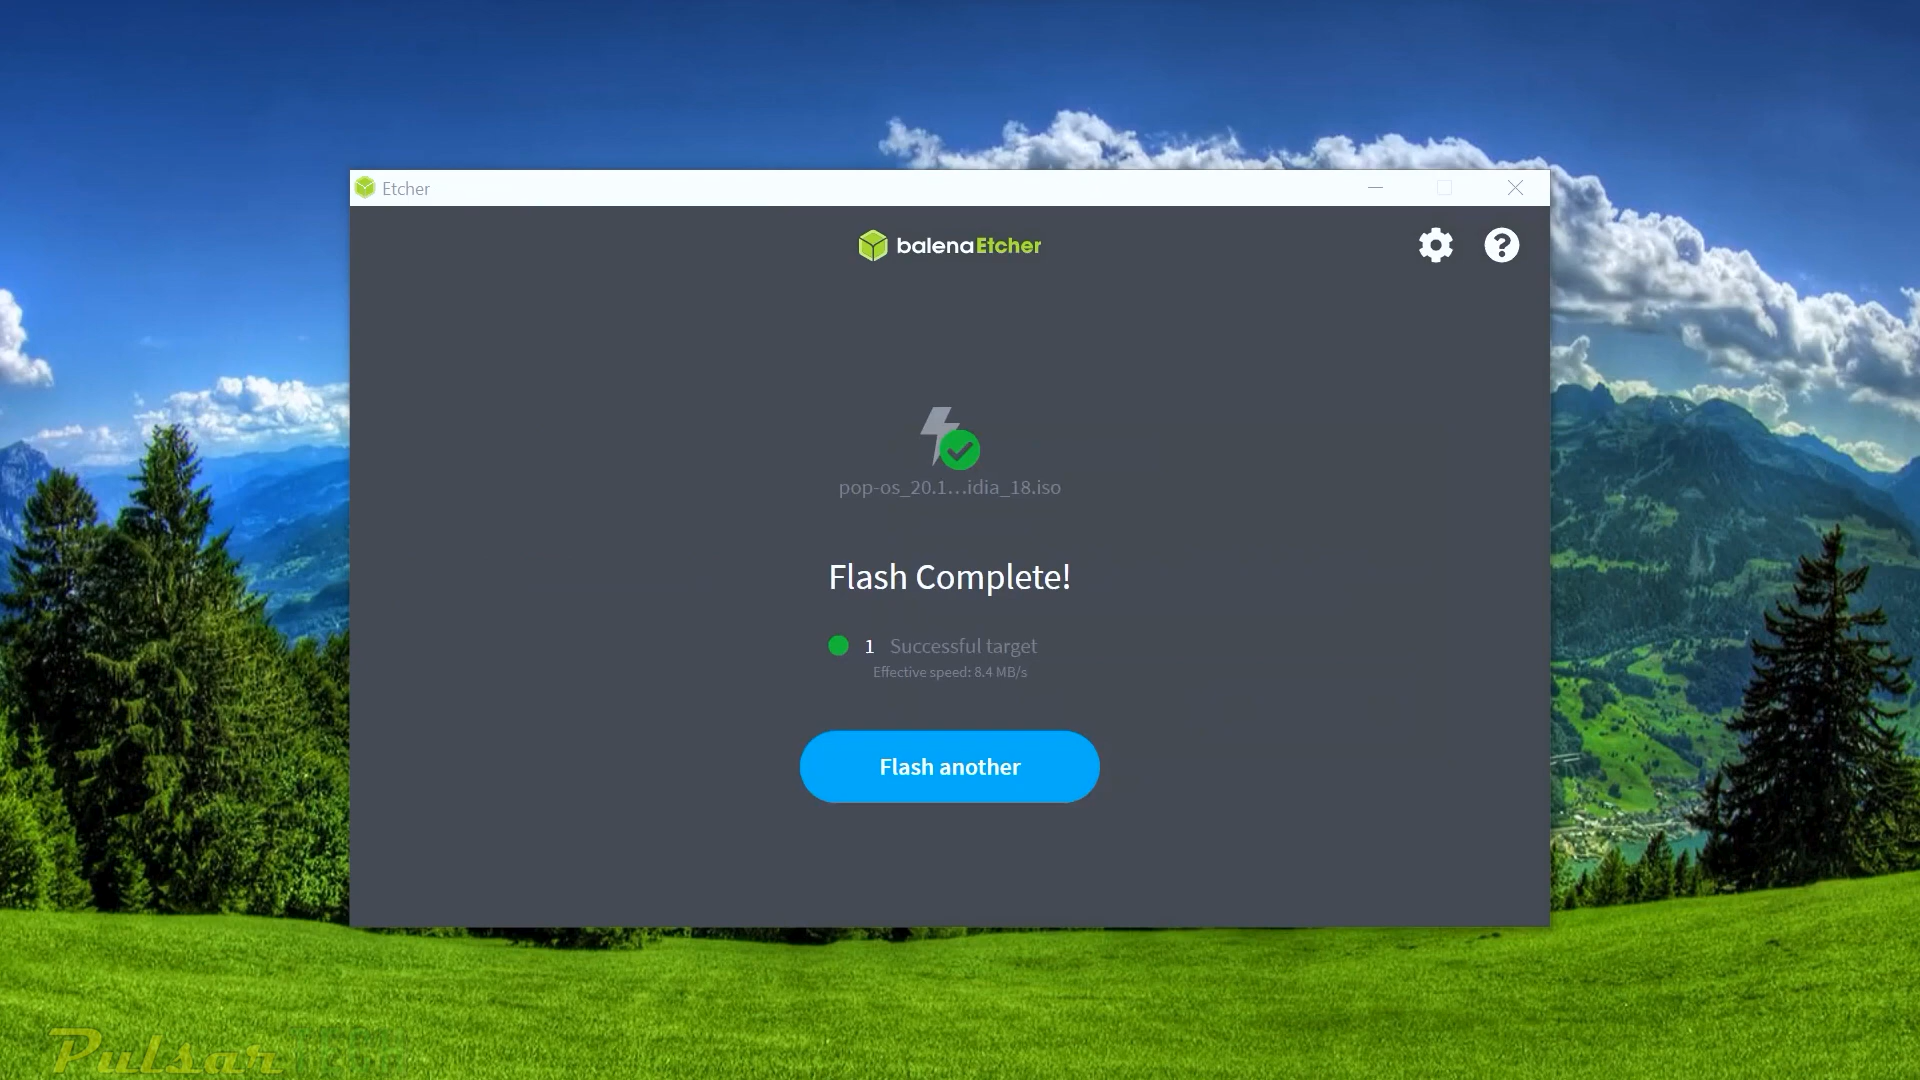 Etcher
balenaEtcher
pop-os_20.1...idia_18.iso
Flash Complete!
1 Successful target
Effective speed: 8.4 MB/s
Flash another
Pulsar